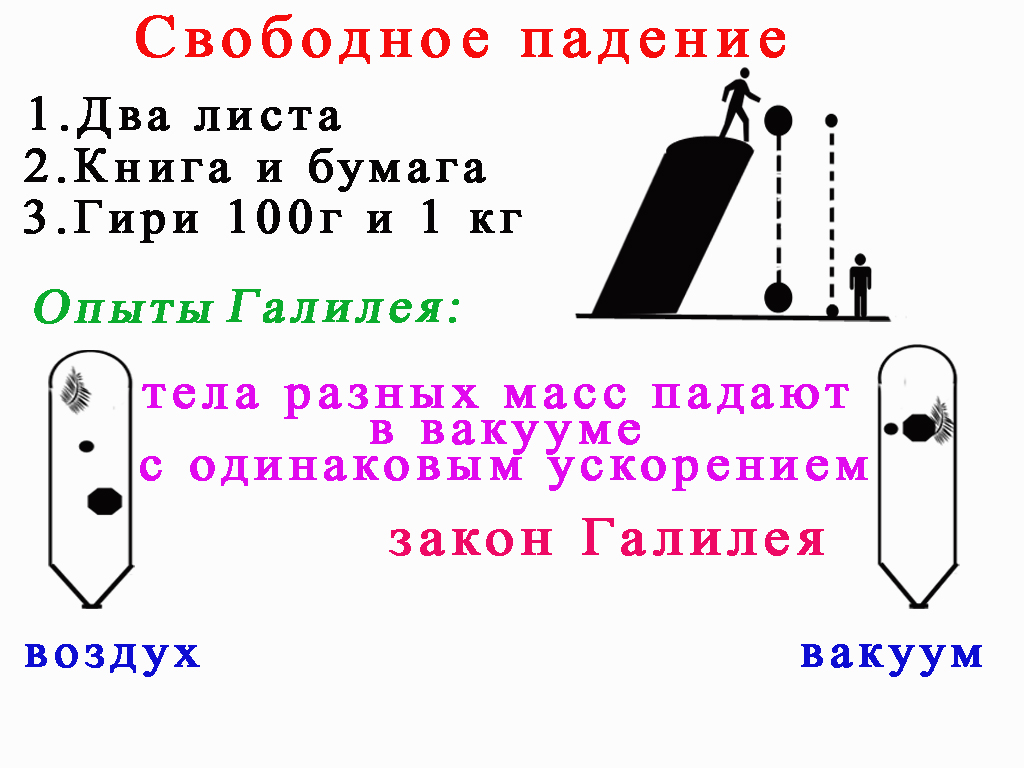 Свободное падение
1.Два листа
2.Книга и бумага
3.Гири 100г и 1 кг
Опыты Галилея:
тела разных масс падают
в вакууме
с одинаковым ускорением
закон Галилея
воздух
вакуум